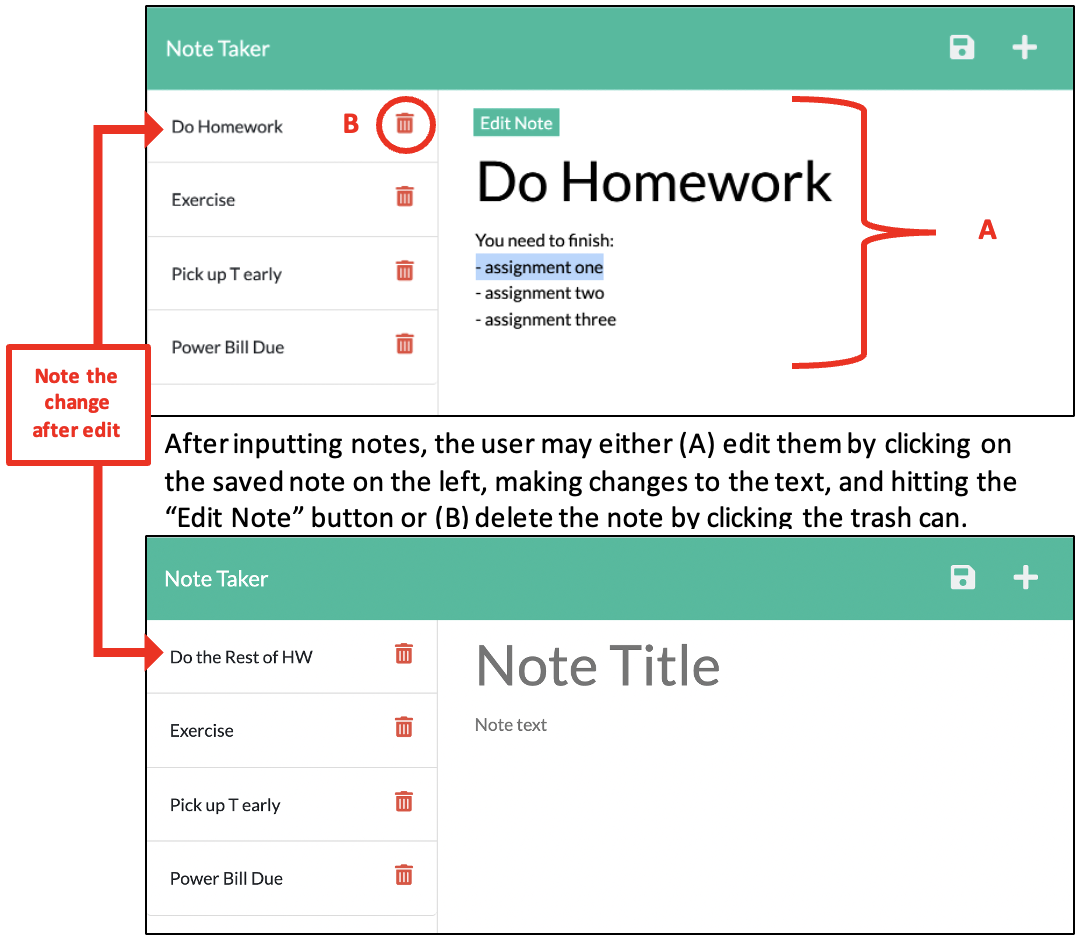 Note Taker
Do Homework
B
Exercise
Pick up T early
Power Bill Due
Edit Note
Do Homework
You need to finish:
- assignment one
- assignment two
- assignment three
A
Note the
change
after edit
After inputting notes, the user may either (A) edit them by clicking on
the saved note on the left, making changes to the text, and hitting the
“Edit Note” button or (B) delete the note by clicking the trash can.
Note Taker
Do the Rest of HW
Exercise
Pick up T early
Power Bill Due
Note Title
Note text